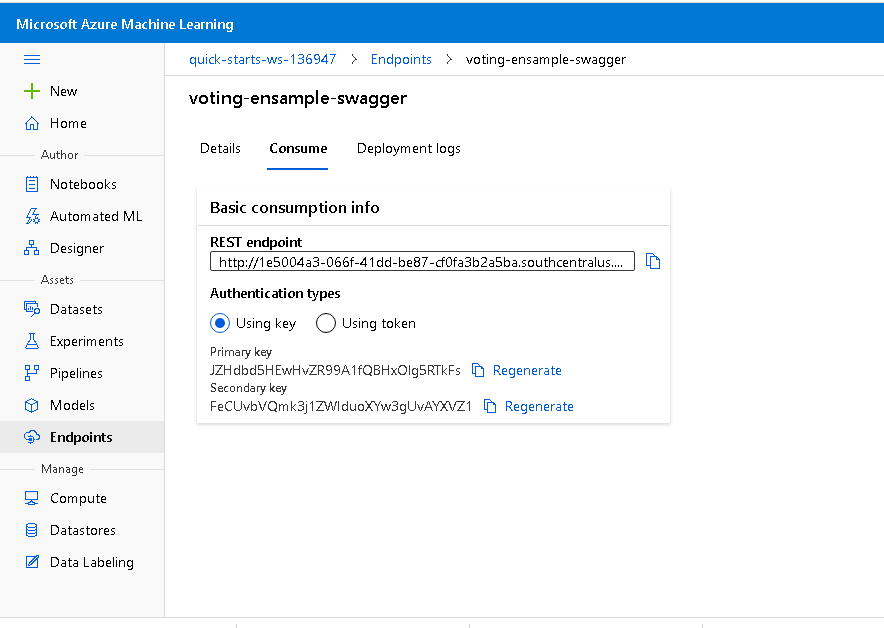 Microsoft Azure Machine Learning
quick-starts-ws-136947 > Endpoints > voting-ensample-swagger
New
Home
Author
Notebooks
Automated ML
Designer
Assets
Datasets
Experiments
Pipelines
Models
Endpoints
Manage
Compute
Datastores
Data Labeling
voting-ensample-swagger
Details Consume Deployment logs
Basic consumption info
REST endpoint
http://1e5004a3-066f-41dd-be87-cf0fa3b2a5ba.southcentralus....
Authentication types
Using key Using token
Primary key
JZHdbd5HEwHvZR99A1fQBHxOlg5RTkFs Regenerate
Secondary key
FeCUvbVQmk3j1ZWlduoXYw3gUvAYXVZ1 Regenerate